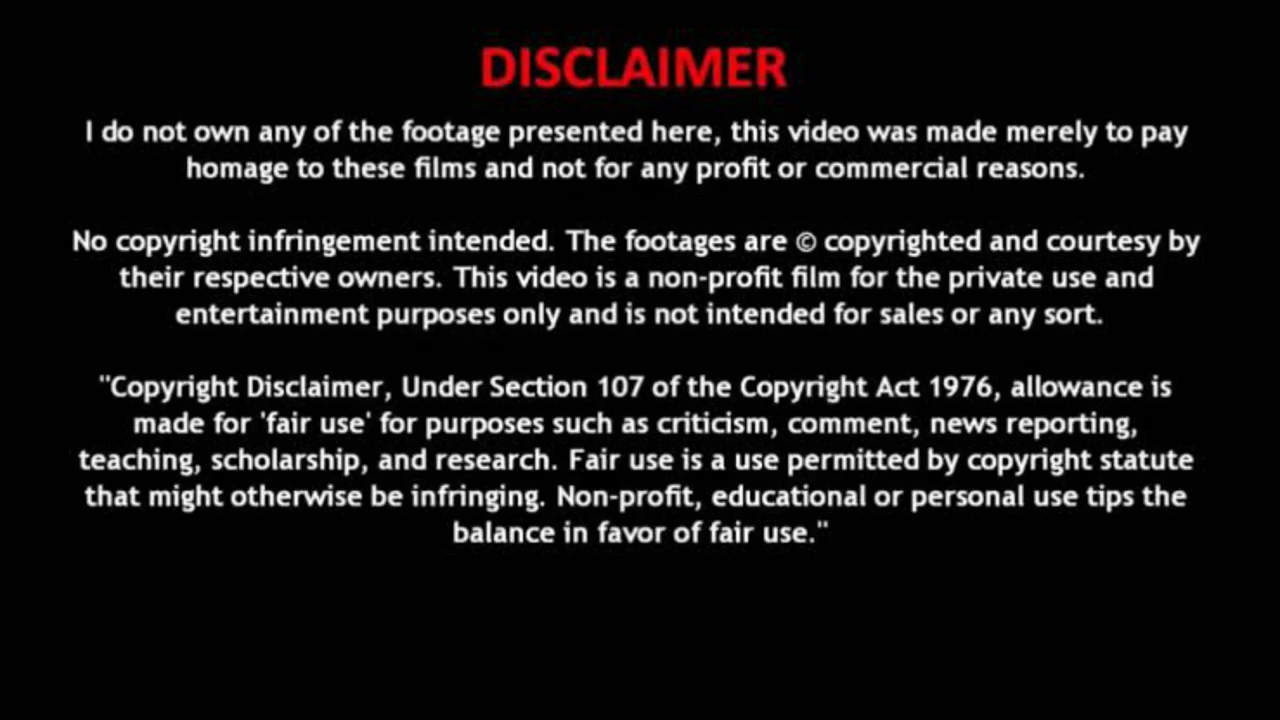 DISCLAIMER
I do not own any of the footage presented here, this video was made merely to pay
homage to these films and not for any profit or commercial reasons.
No copyright infringement intended. The footages are © copyrighted and courtesy by
their respective owners. This video is a non-profit film for the private use and
entertainment purposes only and is not intended for sales or any sort.
"Copyright Disclaimer, Under Section 107 of the Copyright Act 1976, allowance is
made for 'fair use' for purposes such as criticism, comment, news reporting,
teaching, scholarship, and research. Fair use is a use permitted by copyright statute
that might otherwise be infringing. Non-profit, educational or personal use tips the
balance in favor of fair use."